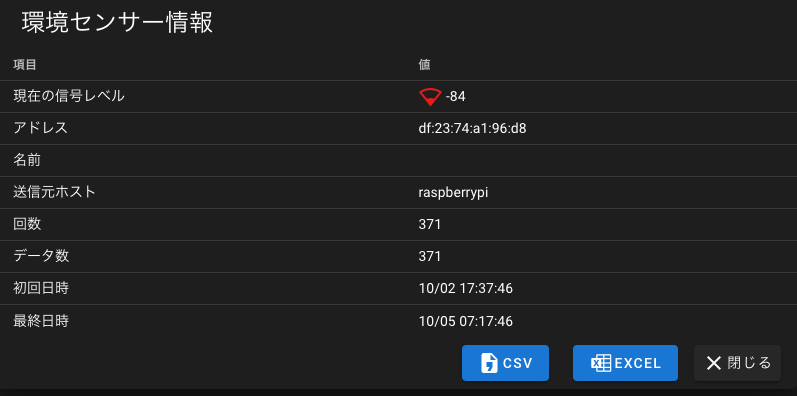 環境センサー情報
項目 値
現在の信号レベル -84
アドレス df:23:74:a1:96:d8
名前
送信元ホスト raspberrypi
回数 371
データ数 371
初回日時 10/02 17:37:46
最終日時 10/05 07:17:46
CSV EXCEL 閉じる